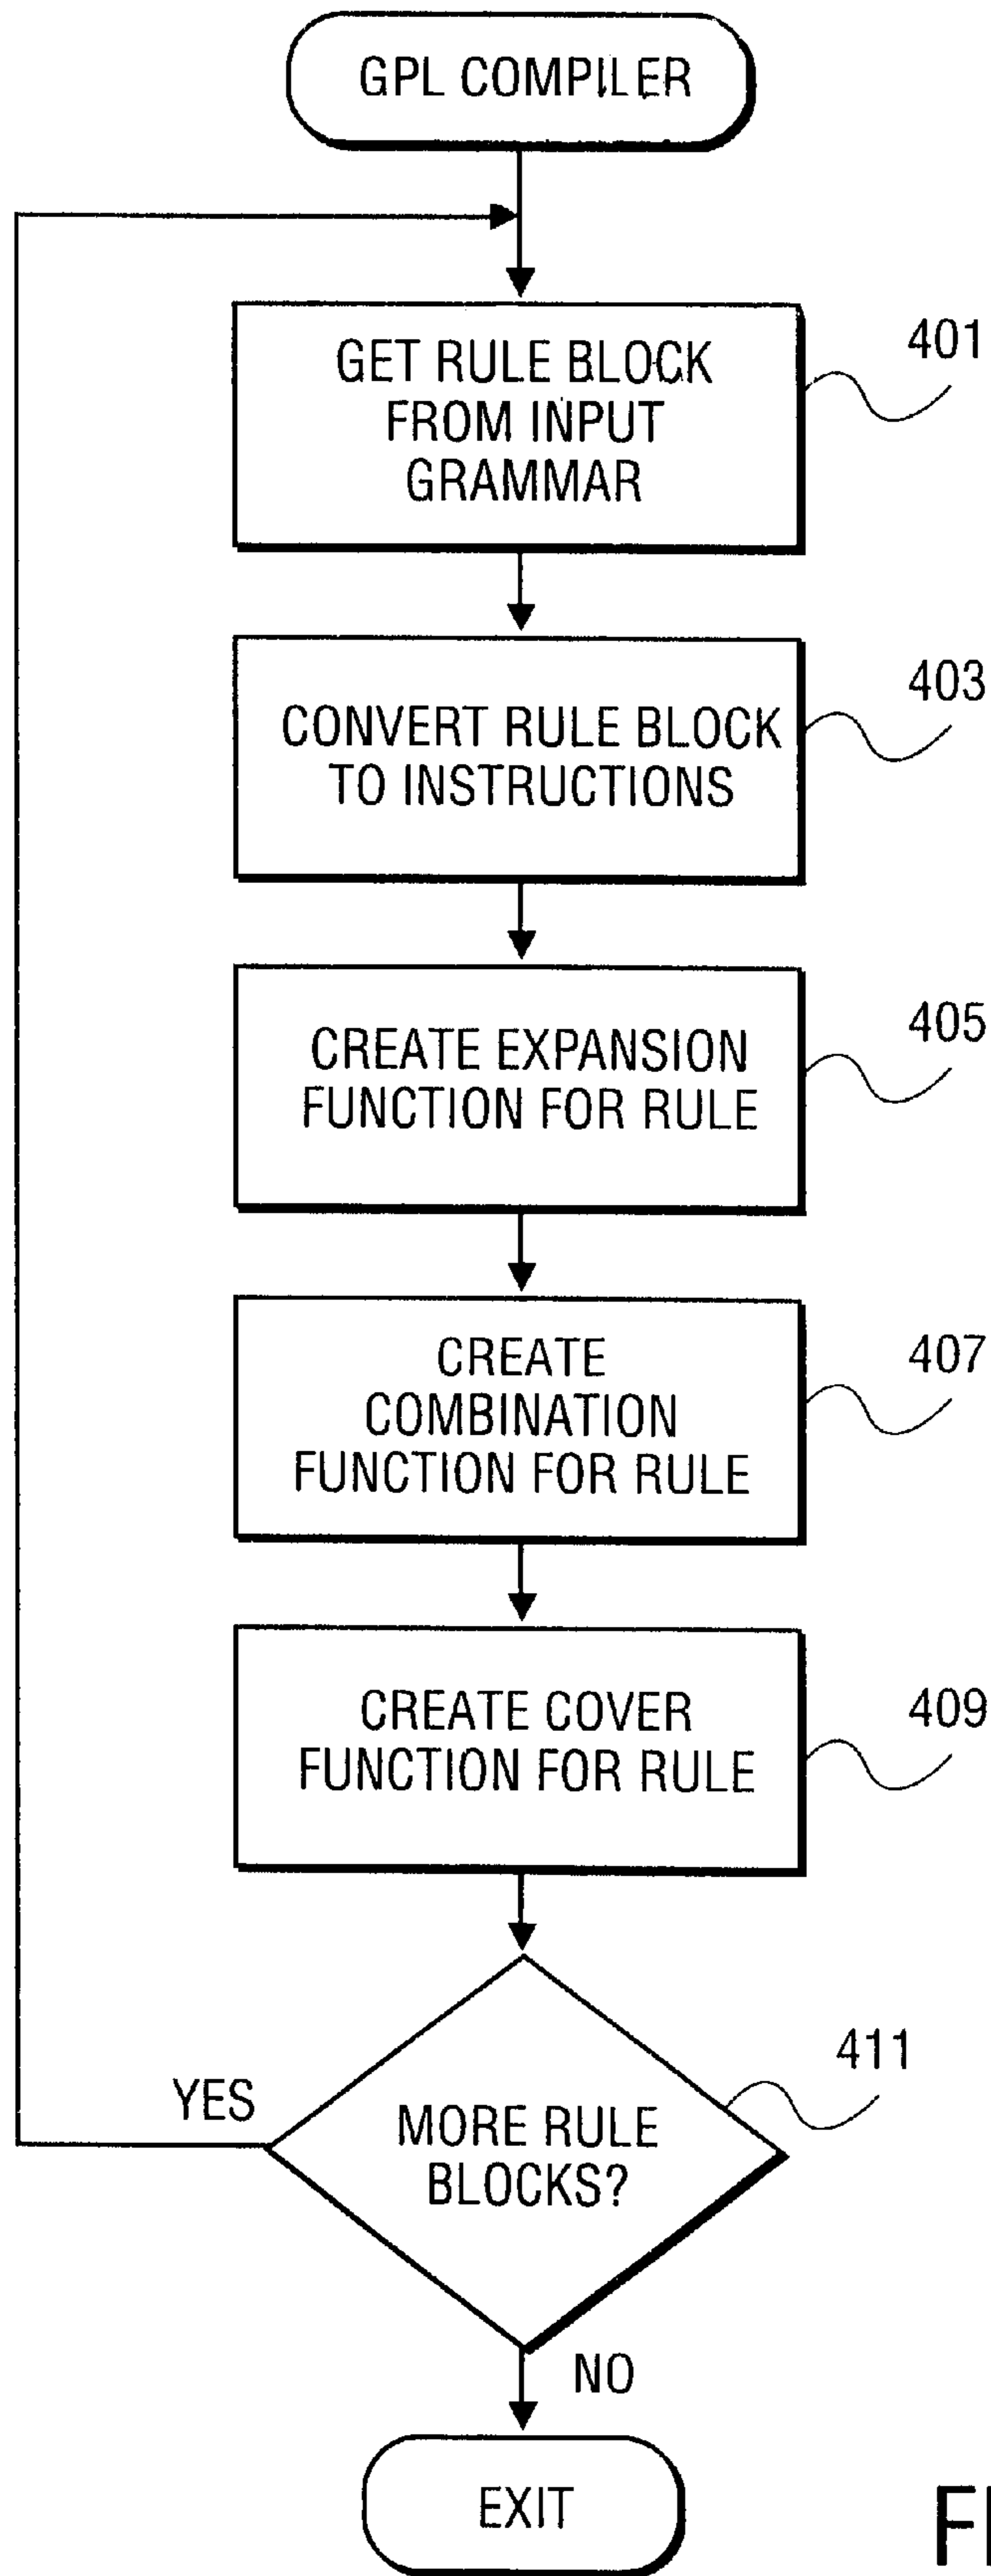 GPL COMPILER
GET RULE BLOCK
FROM INPUT
GRAMMAR
401
CONVERT RULE BLOCK
TO INSTRUCTIONS
403
CREATE EXPANSION
FUNCTION FOR RULE
405
CREATE
COMBINATION
FUNCTION FOR RULE
407
CREATE COVER
FUNCTION FOR RULE
409
MORE RULE
BLOCKS?
411
YES
NO
EXIT